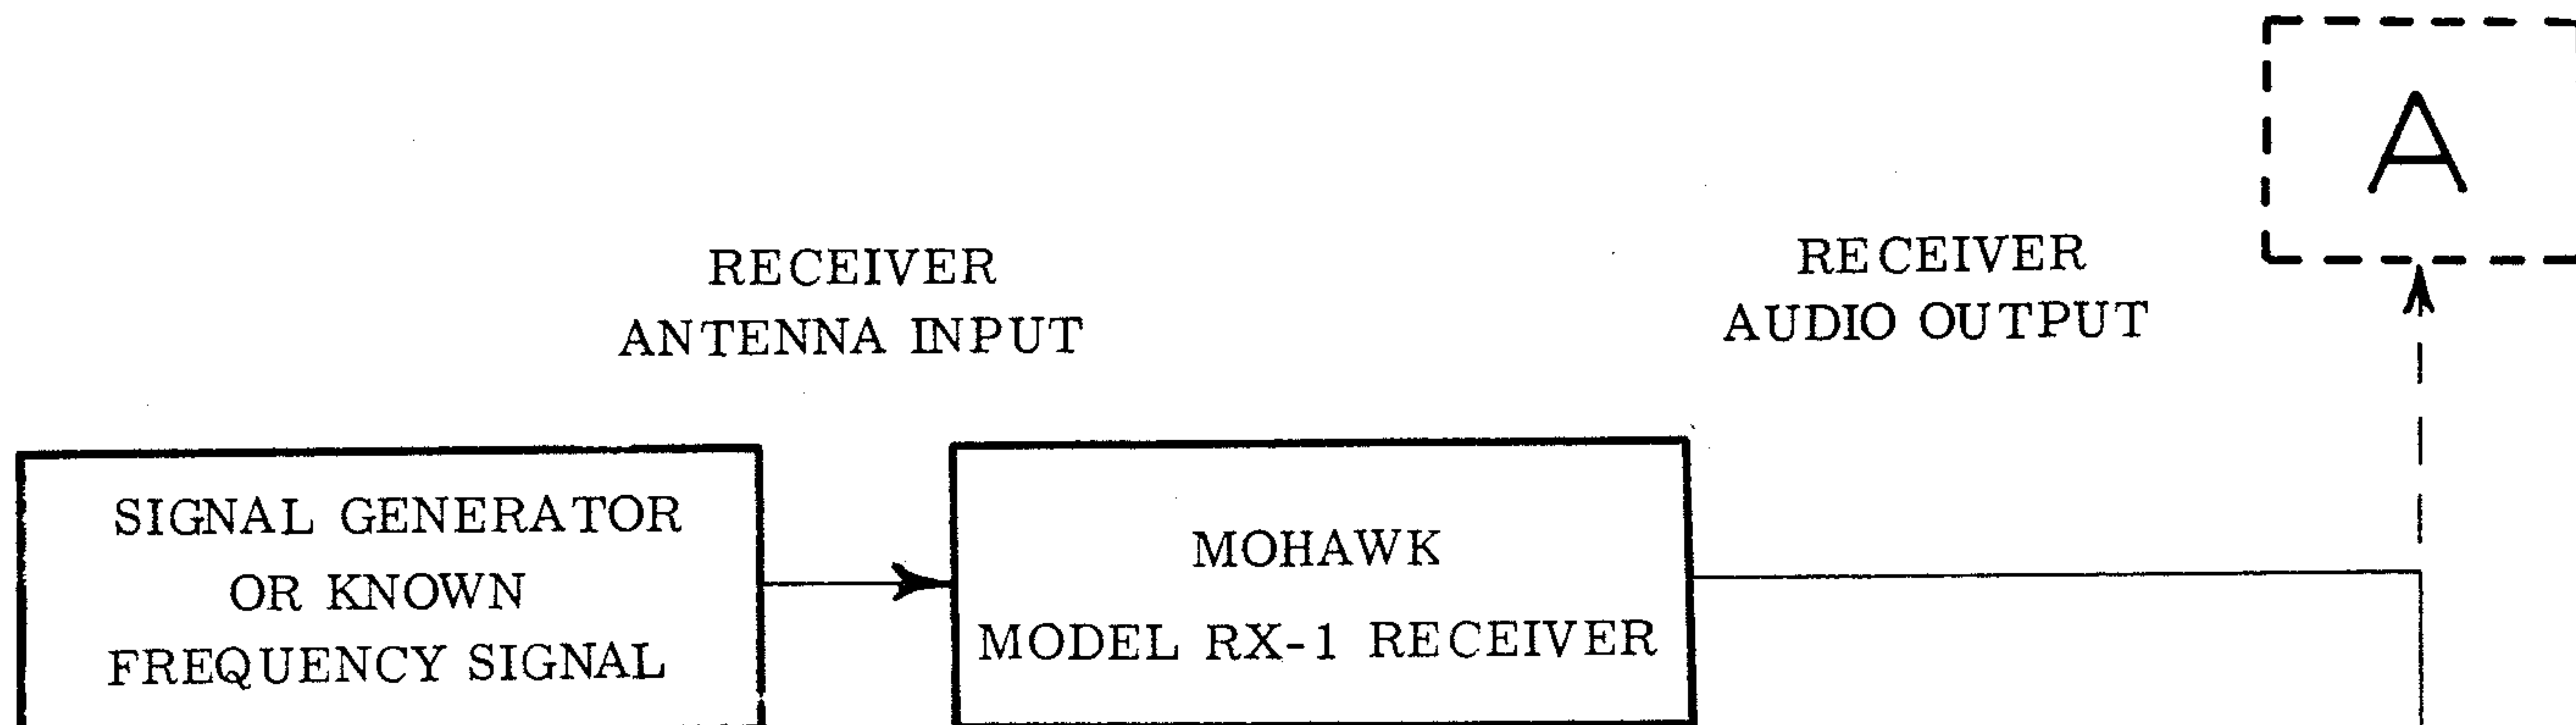 A
RECEIVER
ANTENNA INPUT
RECEIVER
AUDIO OUTPUT
SIGNAL GENERATOR
OR KNOWN
FREQUENCY SIGNAL
MOHAWK
MODEL RX-1 RECEIVER